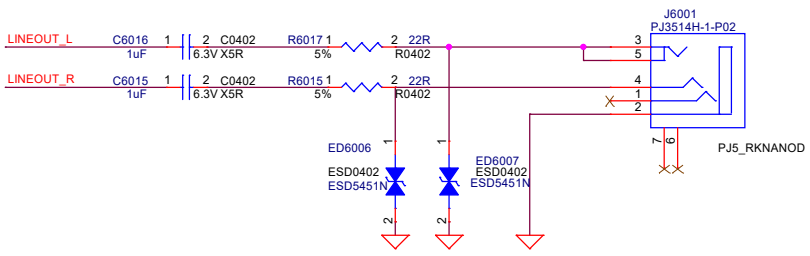 J6001
PJ3514H-1-P02
LINEOUT_L C6016 1 2 C0402 R6017 1 2 22R 3
1uF 6.3V X5R 5% R0402 5
LINEOUT_R C6015 1 2 C0402 R6015 1 2 22R 4
1uF 6.3V X5R 5% R0402 1
2
ED6006 1 1 ED6007 7 6 PJ5_RKNANOD
ESD0402 ESD0402
ESD5451N ESD5451N
2 2